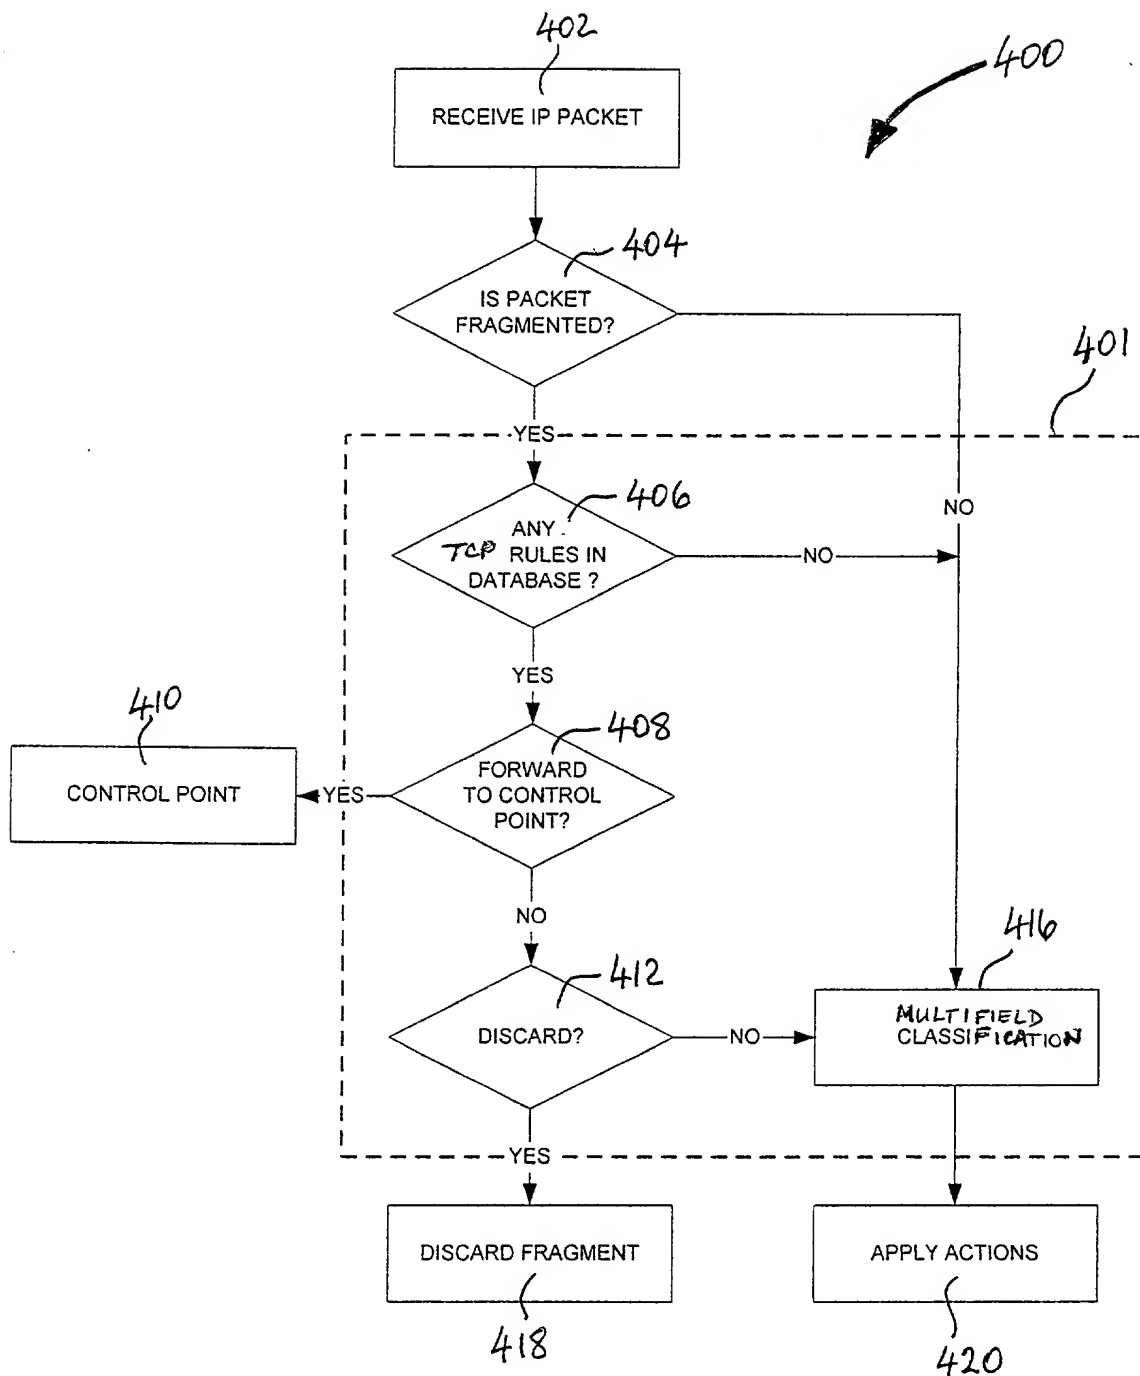 402
400
RECEIVE IP PACKET
404
IS PACKET
FRAGMENTED?
401
YES
406
NO
ANY
TCP RULES IN
DATABASE ?
NO
YES
410
408
CONTROL POINT
YES
FORWARD
TO CONTROL
POINT?
NO
416
412
MULTIFIELD
CLASSIFICATION
DISCARD?
NO
YES
DISCARD FRAGMENT
APPLY ACTIONS
418
420